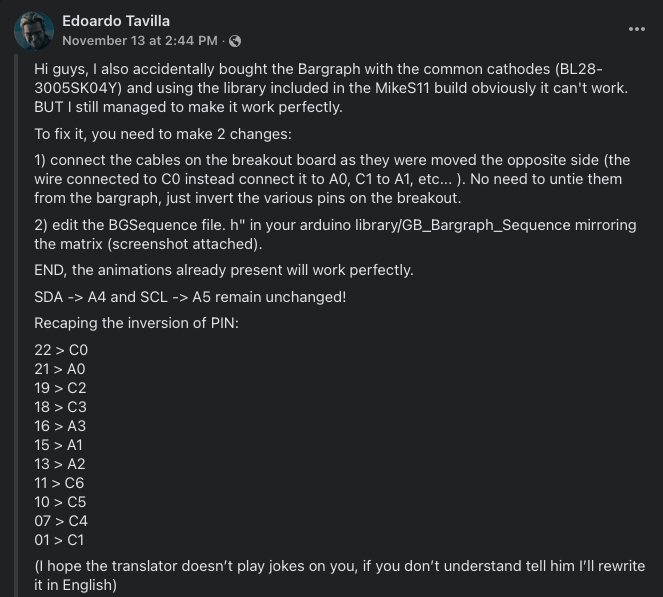 Edoardo Tavilla
November 13 at 2:44 PM ·
Hi guys, I also accidentally bought the Bargraph with the common cathodes (BL28-
3005SK04Y) and using the library included in the MikeS11 build obviously it can't work.
BUT I still managed to make it work perfectly.
To fix it, you need to make 2 changes:
1) connect the cables on the breakout board as they were moved the opposite side (the
wire connected to C0 instead connect it to A0, C1 to A1, etc... ). No need to untie them
from the bargraph, just invert the various pins on the breakout.
2) edit the BGSequence file. h" in your arduino library/GB_Bargraph_Sequence mirroring
the matrix (screenshot attached).
END, the animations already present will work perfectly.
SDA -> A4 and SCL -> A5 remain unchanged!
Recaping the inversion of PIN:
22 > C0
21 > A0
19 > C2
18 > C3
16 > A3
15 > A1
13 > A2
11 > C6
10 > C5
07 > C4
01 > C1
(I hope the translator doesn't play jokes on you, if you don't understand tell him I'll rewrite
it in English)